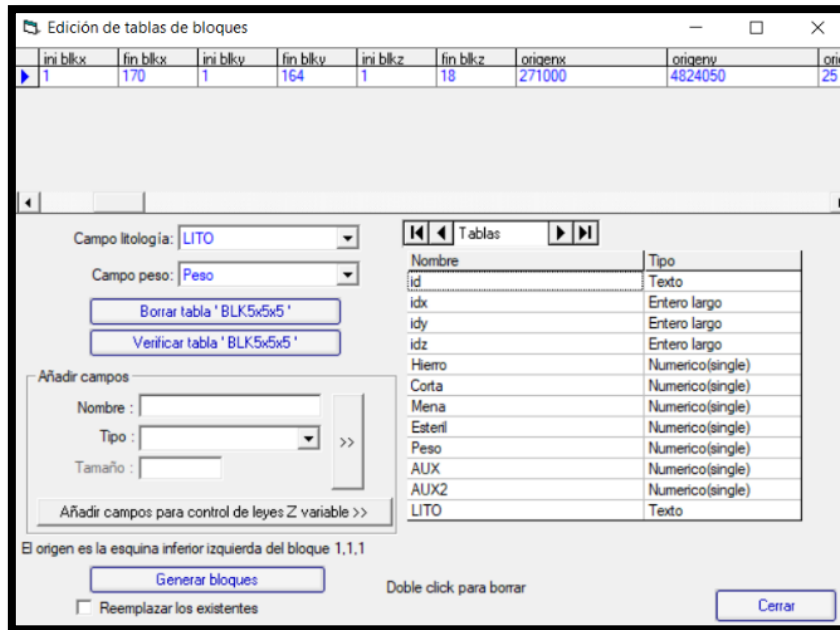 Edición de tablas de bloques
ini blkx fin blkx ini blky fin blky ini blkz fin blkz origenx origeny
1 170 1 164 1 18 271000 4824050 25
Campo litología: LITO
Campo peso: Peso
Borrar tabla ' BLK5x5x5 '
Verificar tabla ' BLK5x5x5 '
Añadir campos
Nombre :
Tipo :
Tamaño :
>>
Añadir campos para control de leyes Z variable >>
El origen es la esquina inferior izquierda del bloque 1,1,1
Generar bloques
Reemplazar los existentes
Tablas
Nombre Tipo
id Texto
idx Entero largo
idy Entero largo
idz Entero largo
Hierro Numerico(single)
Corta Numerico(single)
Mena Numerico(single)
Esteril Numerico(single)
Peso Numerico(single)
AUX Numerico(single)
AUX2 Numerico(single)
LITO Texto
Doble click para borrar
Cerrar